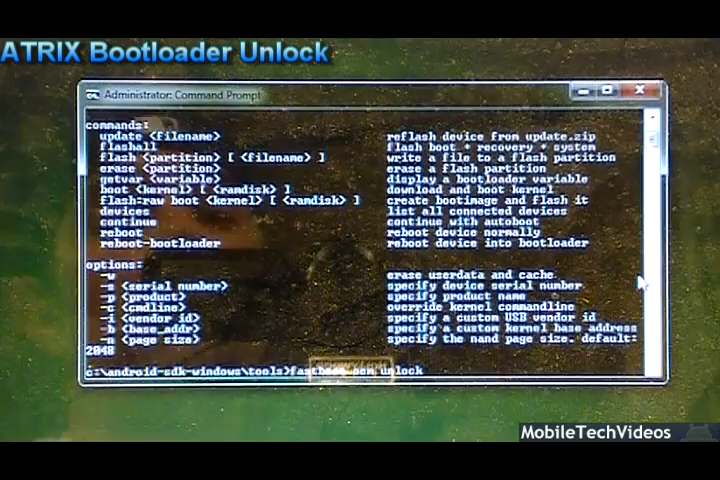 ATRIX Bootloader Unlock
Administrator: Command Prompt
commands:
update <filename> reflash device from update.zip
flashall flash boot + recovery + system
flash <partition> [ <filename> ] write a file to a flash partition
erase <partition> erase a flash partition
getvar <variable> display a bootloader variable
boot <kernel> [ <ramdisk> ] download and boot kernel
flash:raw boot <kernel> [ <ramdisk> ] create bootimage and flash it
devices list all connected devices
continue continue with autoboot
reboot reboot device normally
reboot-bootloader reboot device into bootloader
options:
-w erase userdata and cache
-s <serial number> specify device serial number
-p <product> specify product name
-c <cmdline> override kernel commandline
-i <vendor id> specify a custom USB vendor id
-b <base_addr> specify a custom kernel base address
-n <page size> specify the nand page size. default:
2048
c:\android-sdk-windows\tools>fastboot oem unlock
MobileTechVideos